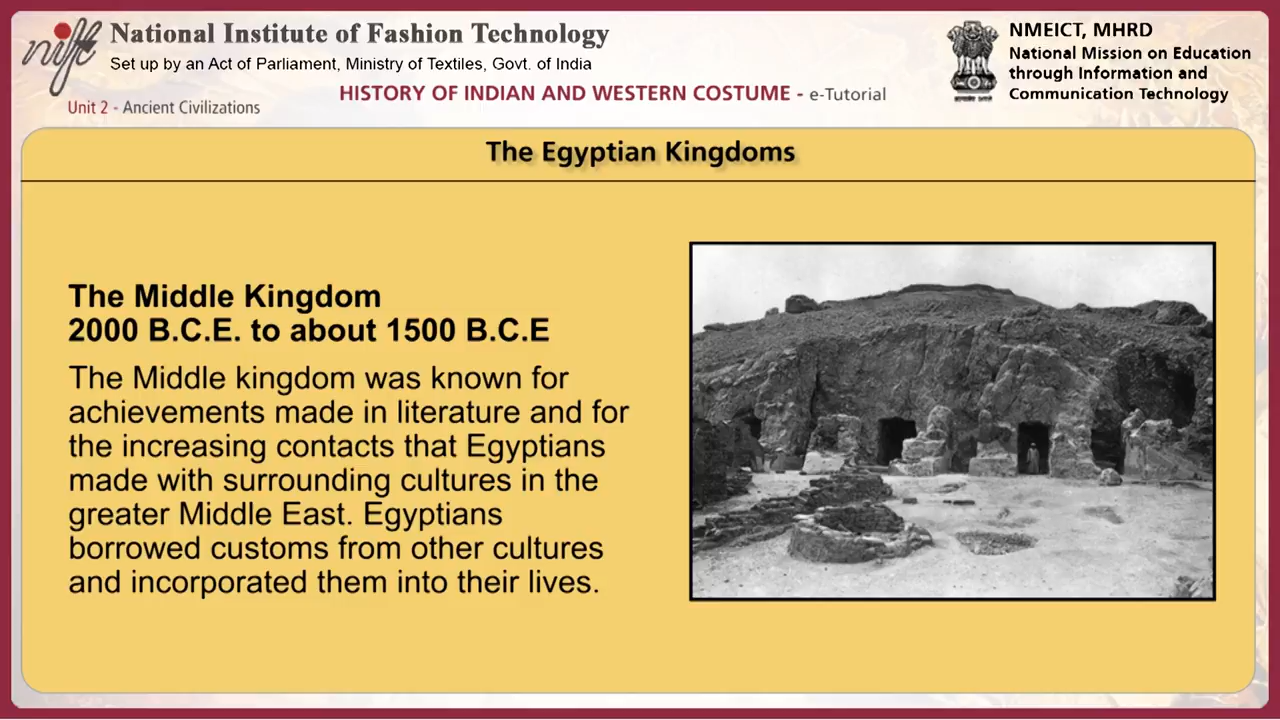 nift
National Institute of Fashion Technology
Set up by an Act of Parliament, Ministry of Textiles, Govt. of India
Unit 2 - Ancient Civilizations
HISTORY OF INDIAN AND WESTERN COSTUME - e-Tutorial
NMEICT, MHRD
National Mission on Education
through Information and
Communication Technology
The Egyptian Kingdoms
The Middle Kingdom
2000 B.C.E. to about 1500 B.C.E
The Middle kingdom was known for
achievements made in literature and for
the increasing contacts that Egyptians
made with surrounding cultures in the
greater Middle East. Egyptians
borrowed customs from other cultures
and incorporated them into their lives.